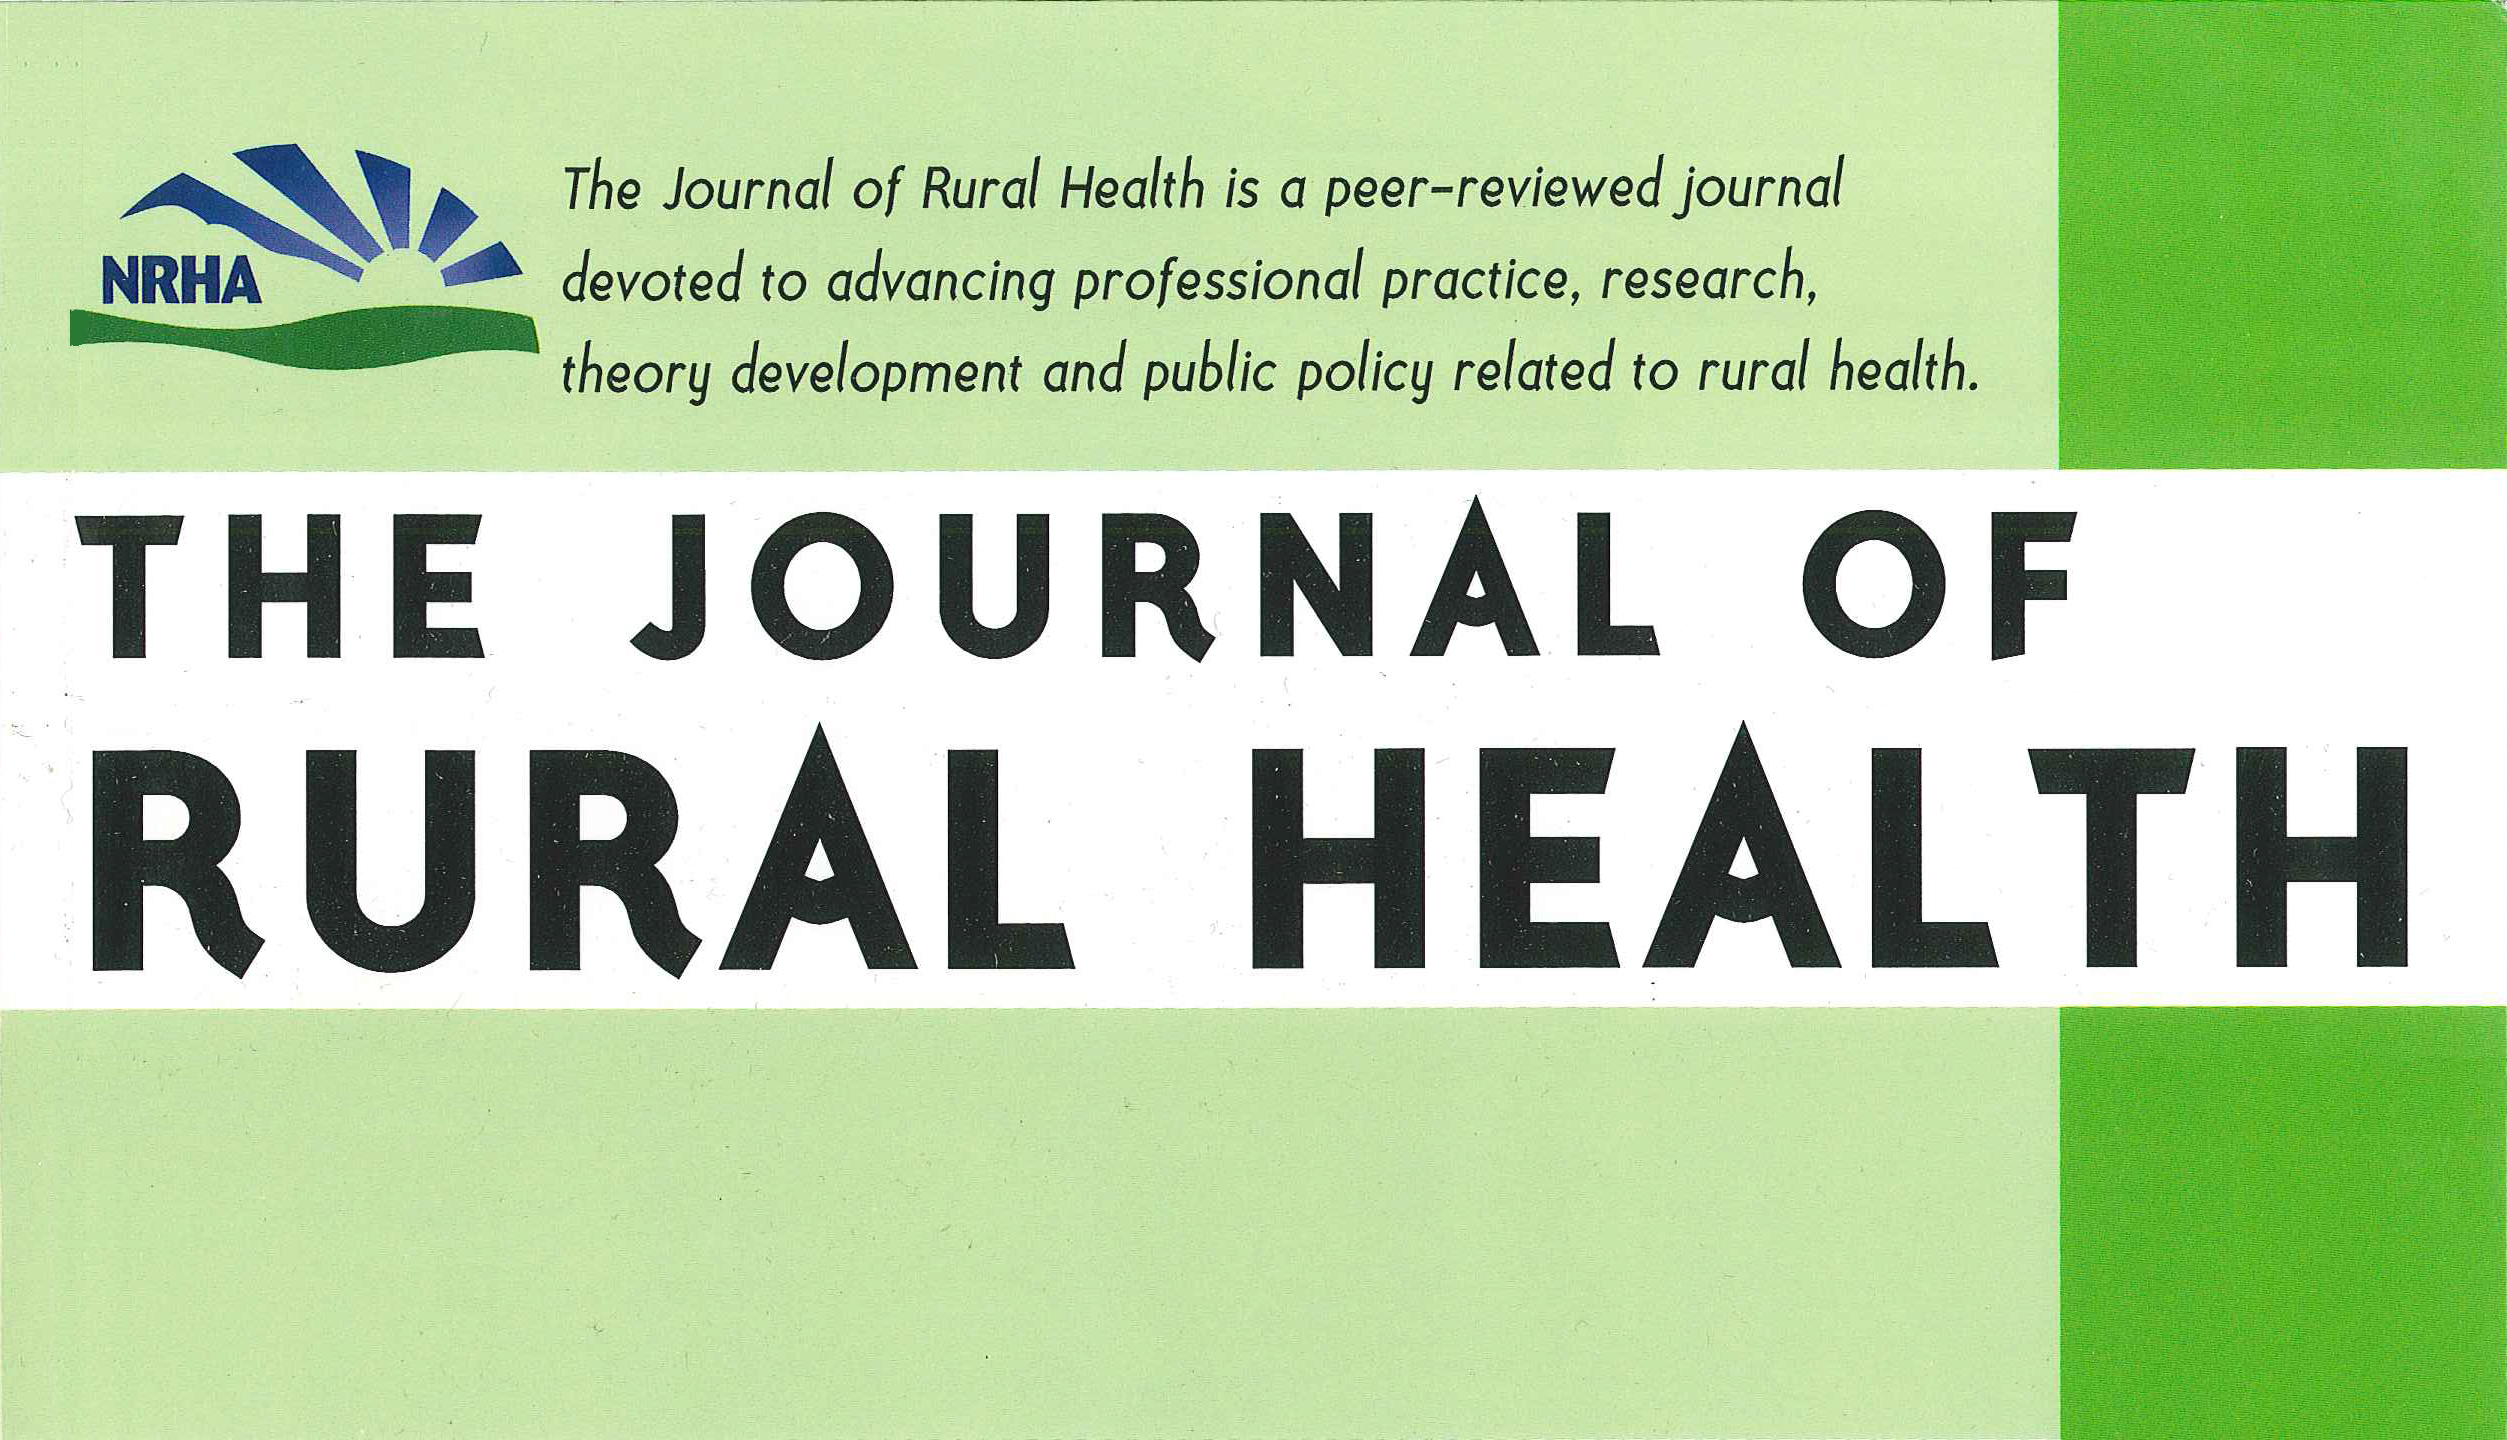 NRHA
The Journal of Rural Health is a peer-reviewed journal
devoted to advancing professional practice, research,
theory development and public policy related to rural health.
THE JOURNAL OF
RURAL HEALTH